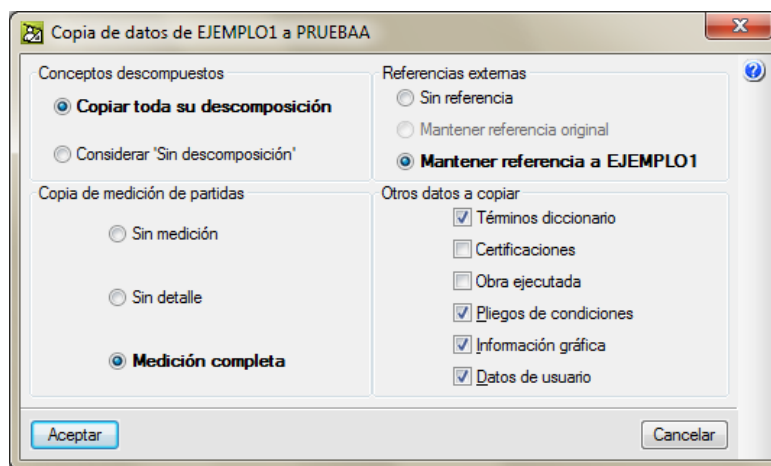 Copia de datos de EJEMPLO1 a PRUEBAA
Conceptos descompuestos
Copiar toda su descomposición
Considerar 'Sin descomposición'
Referencias externas
Sin referencia
Mantener referencia original
Mantener referencia a EJEMPLO1
Copia de medición de partidas
Sin medición
Sin detalle
Medición completa
Otros datos a copiar
Términos diccionario
Certificaciones
Obra ejecutada
Pliegos de condiciones
Información gráfica
Datos de usuario
Aceptar
Cancelar